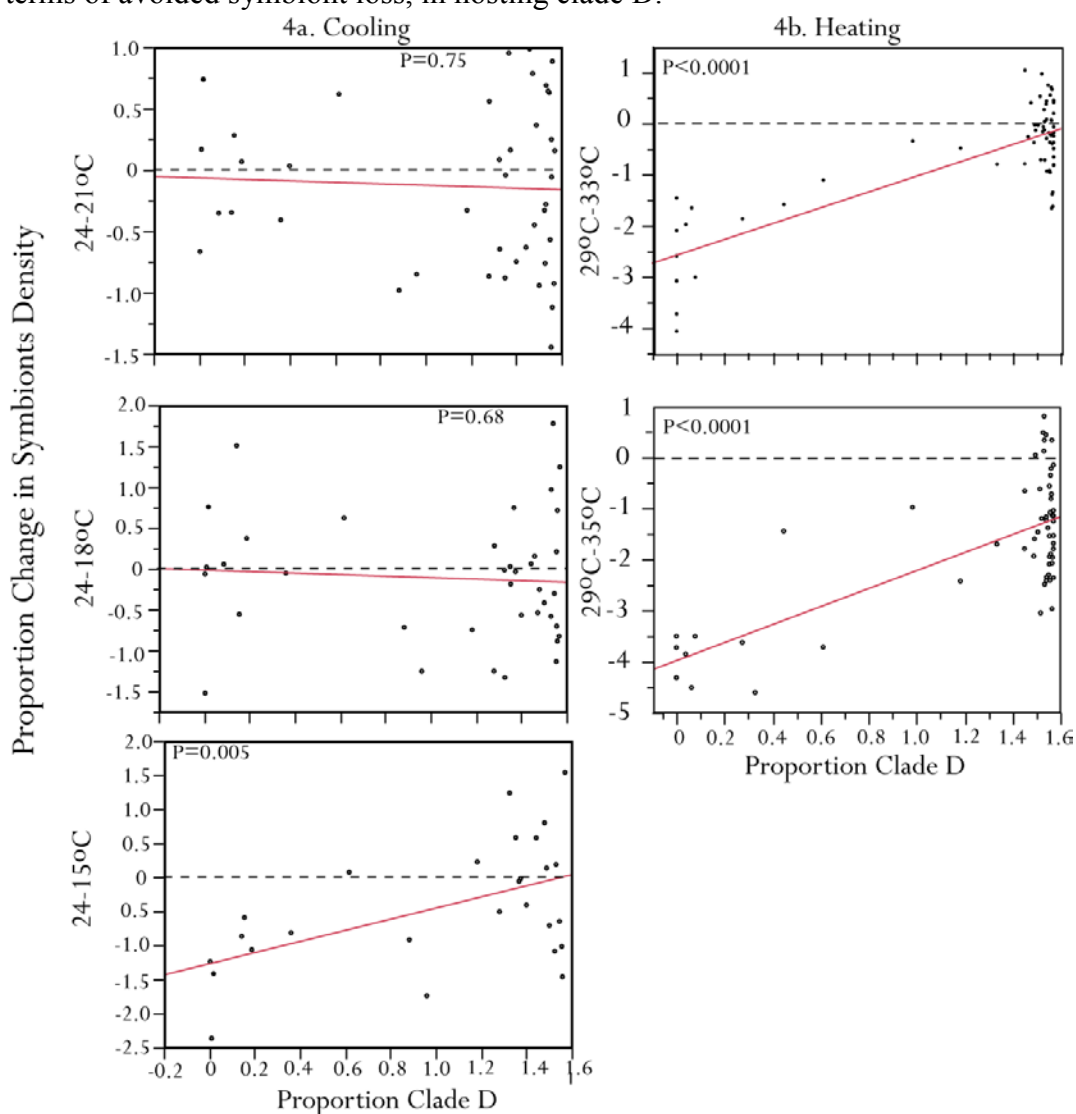 terms of avoided symbiont loss, in hosting clade D.
4a. Cooling
4b. Heating
Proportion Change in Symbionts Density
24-21ºC
P=0.75
1.0
0.5
0
-0.5
-1.0
-1.5
29ºC-33ºC
P<0.0001
1
0
-1
-2
-3
-4
24-18ºC
P=0.68
2.0
1.5
1.0
0.5
0
-0.5
-1.0
-1.5
29ºC-35ºC
P<0.0001
1
0
-1
-2
-3
-4
-5
0 0.2 0.4 0.6 0.8 1.0 1.2 1.4 1.6
Proportion Clade D
24-15ºC
P=0.005
2.0
1.5
1.0
0.5
0
0.5
-1.0
-1.5
2.0
-2.5
-0.2 0 0.2 0.4 0.6 0.8 1.0 1.2 1.4 1.6
Proportion Clade D